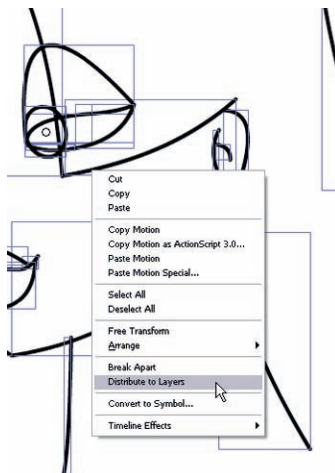 Cut
Copy
Paste
Copy Motion
Copy Motion as ActionScript 3.0...
Paste Motion
Paste Motion Special...
Select All
Deselect All
Free Transform
Arrange
Break Apart
Distribute to Layers
Convert to Symbol...
Timeline Effects